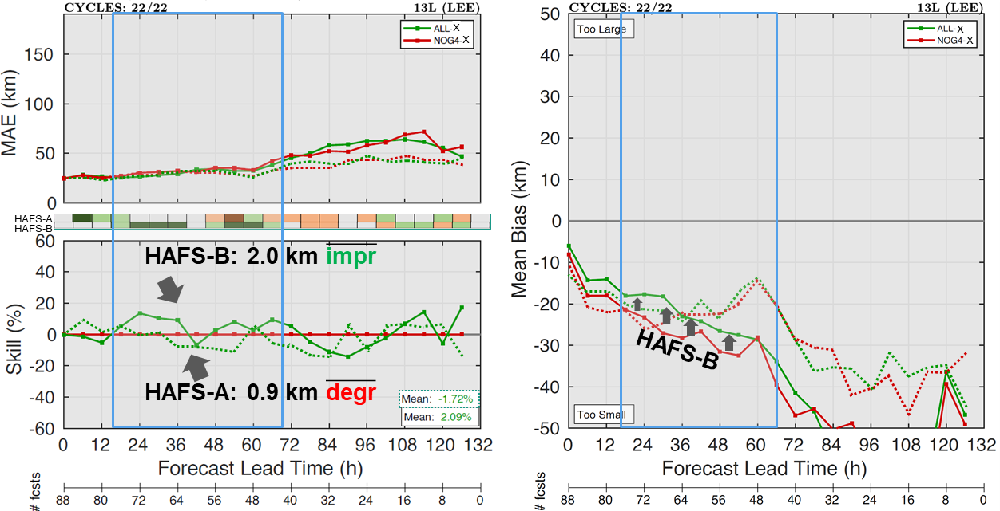 CYCLES: 22/22
13L (LEE)
ALL-X
NOG4-X
150
100
50
0
MAE (km)
HAFS-A
HAFS-B
60
40
20
0
-20
-40
-60
Skill (%)
HAFS-B: 2.0 km impr
HAFS-A: 0.9 km degr
Mean: -1.72%
Mean: 2.09%
0 12 24 36 48 60 72 84 96 108 120 132
Forecast Lead Time (h)
# fcsts
88 80 72 64 56 48 40 32 24 16 8 0
CYCLES: 22/22
13L (LEE)
Too Large
ALL-X
NOG4-X
50
40
30
20
10
0
-10
-20
-30
-40
-50
Mean Bias (km)
HAFS-B
Too Small
0 12 24 36 48 60 72 84 96 108 120 132
Forecast Lead Time (h)
# fcsts
88 80 72 64 56 48 40 32 24 16 8 0